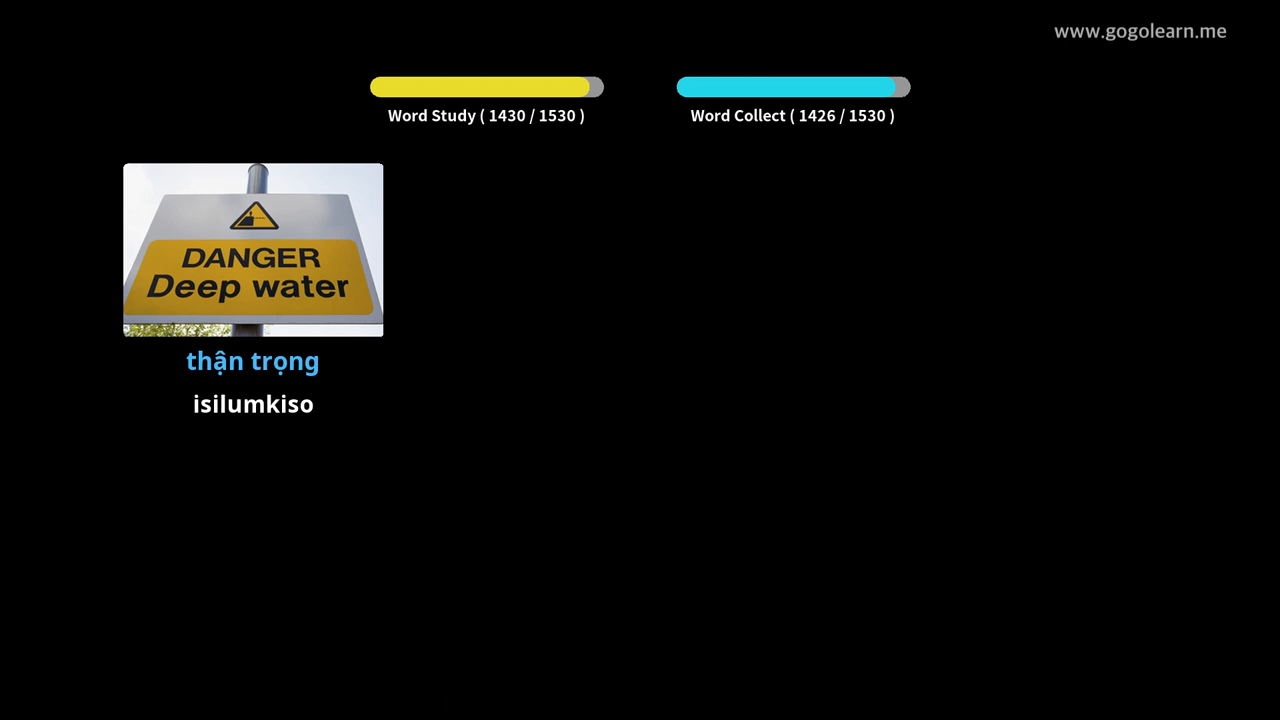 www.gogolearn.me
Word Study ( 1430 / 1530 )
Word Collect ( 1426 / 1530 )
DANGER
Deep water
thận trọng
isilumkiso